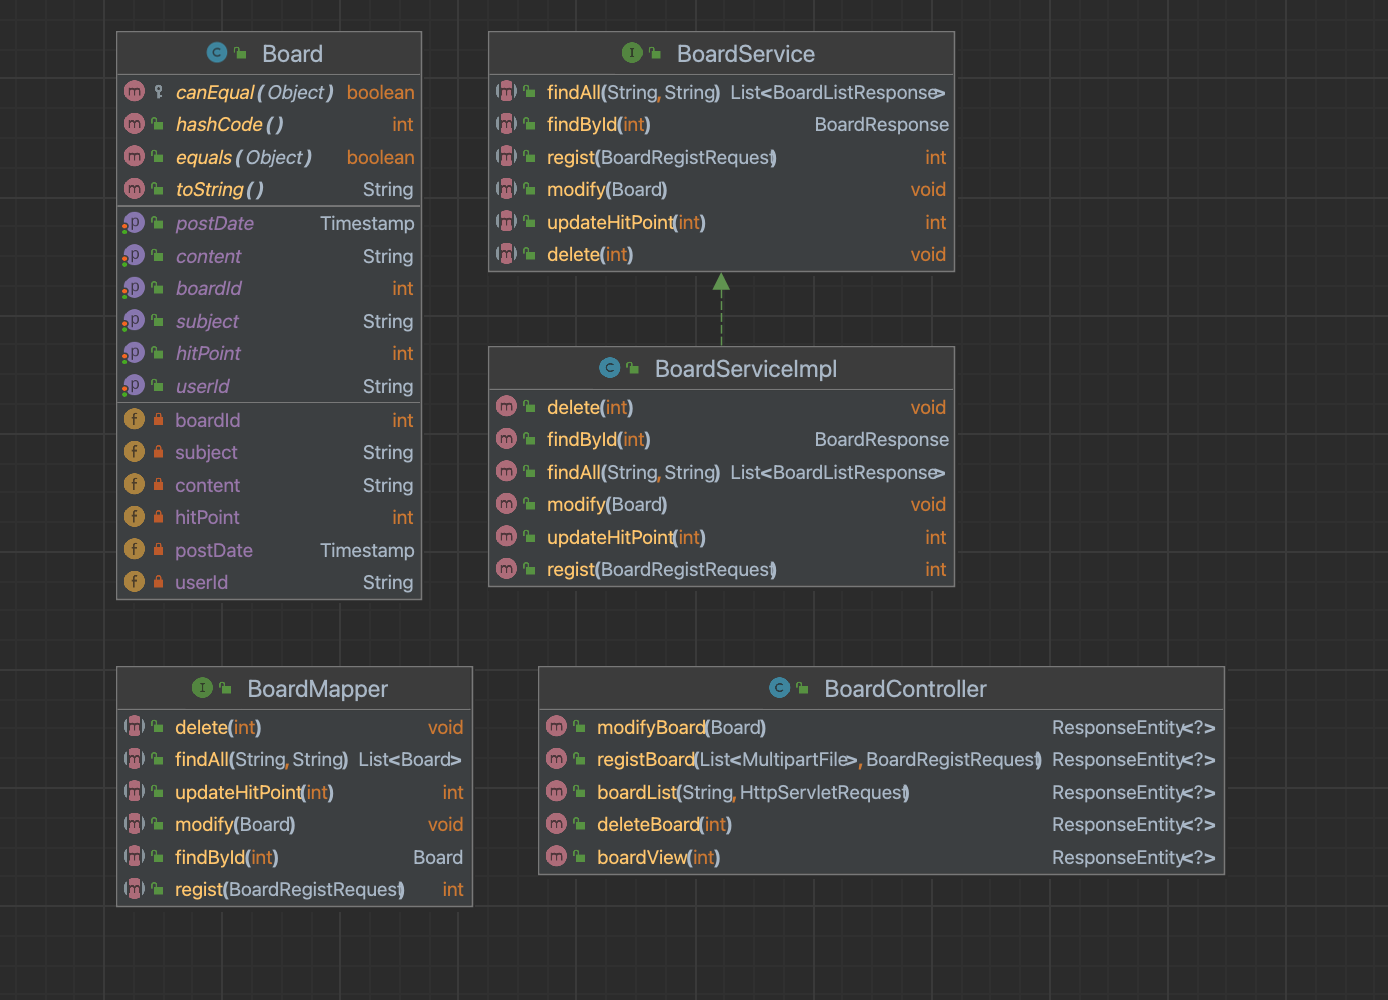 Board
canEqual(Object) boolean
hashCode() int
equals(Object) boolean
toString() String
postDate Timestamp
content String
boardId int
subject String
hitPoint int
userId String
boardId int
subject String
content String
hitPoint int
postDate Timestamp
userId String
BoardService
findAll(String, String) List<BoardListResponse>
findById(int) BoardResponse
regist(BoardRegistRequest) int
modify(Board) void
updateHitPoint(int) int
delete(int) void
BoardServiceImpl
delete(int) void
findById(int) BoardResponse
findAll(String, String) List<BoardListResponse>
modify(Board) void
updateHitPoint(int) int
regist(BoardRegistRequest) int
BoardMapper
delete(int) void
findAll(String, String) List<Board>
updateHitPoint(int) int
modify(Board) void
findById(int) Board
regist(BoardRegistRequest) int
BoardController
modifyBoard(Board) ResponseEntity<?>
registBoard(List<MultipartFile>, BoardRegistRequest) ResponseEntity<?>
boardList(String, HttpServletRequest) ResponseEntity<?>
deleteBoard(int) ResponseEntity<?>
boardView(int) ResponseEntity<?>